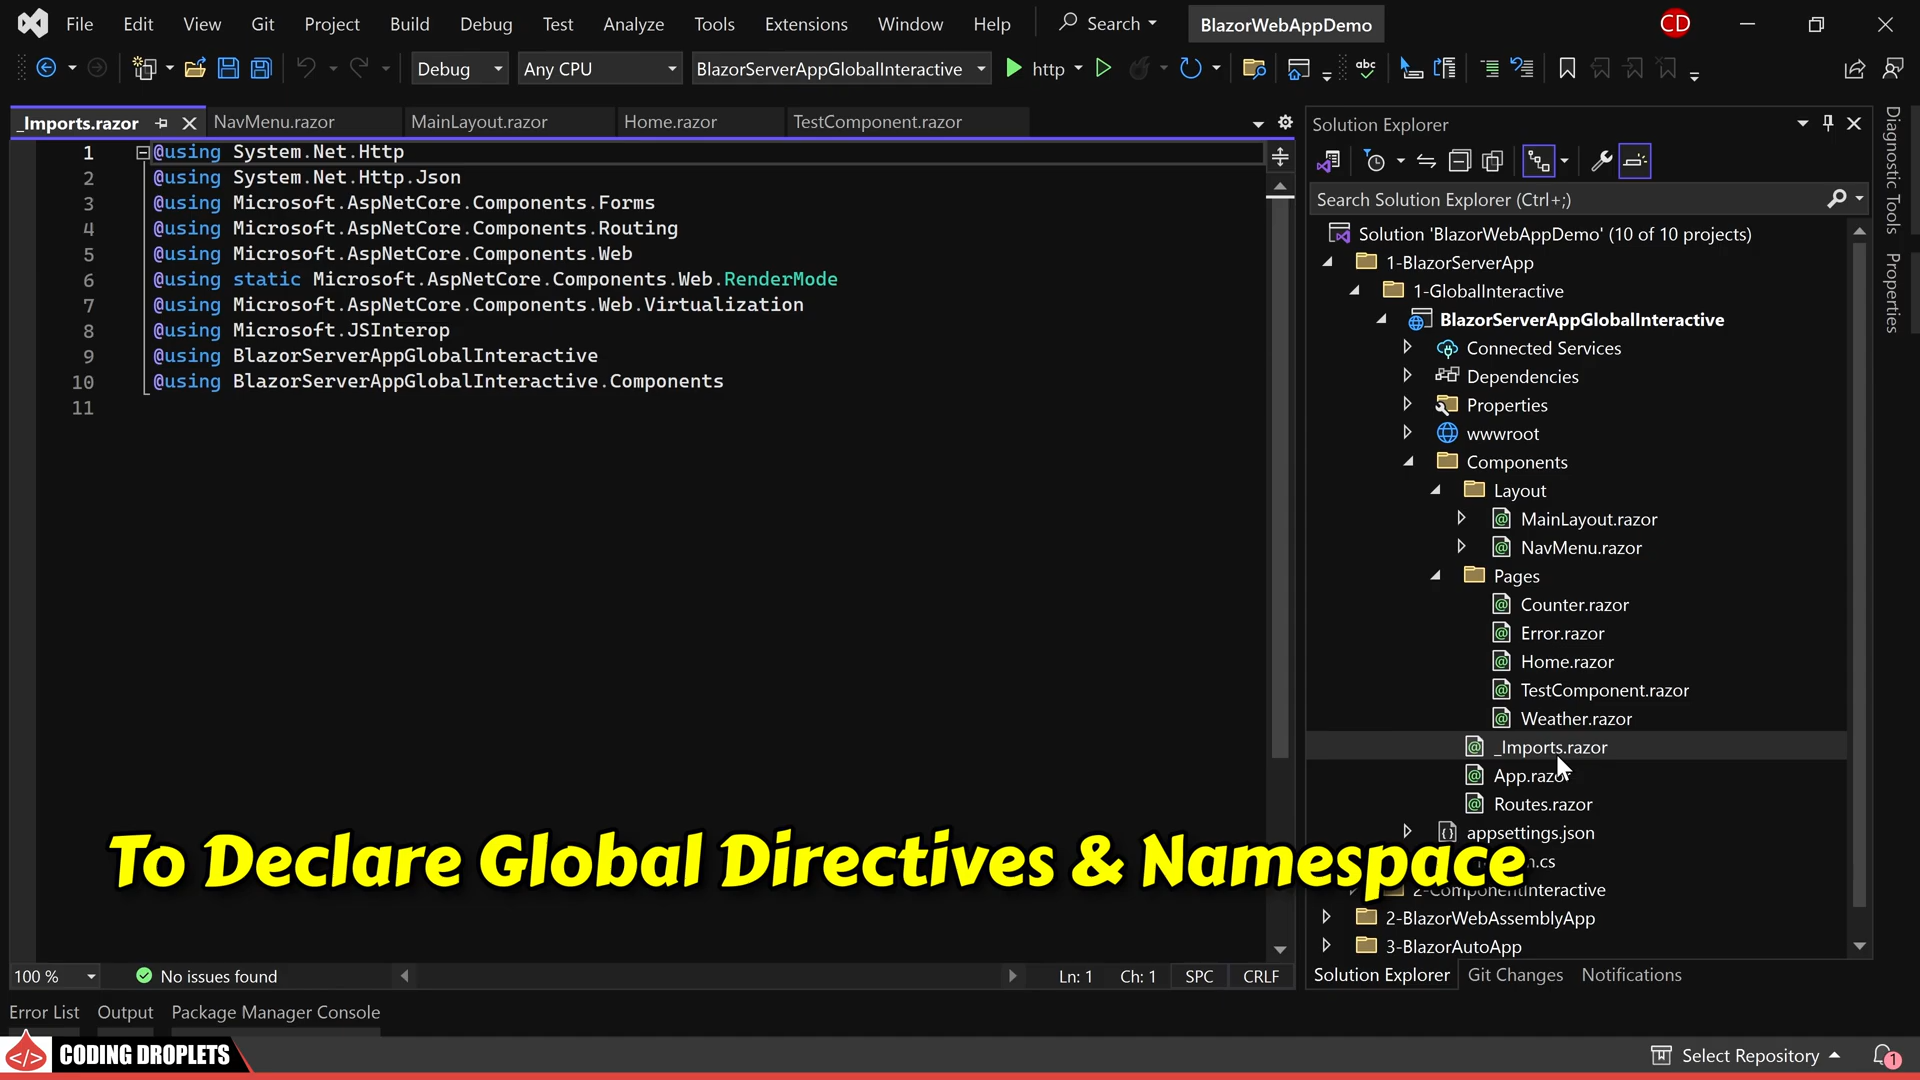 File Edit View Git Project Build Debug Test Analyze Tools Extensions Window Help Search BlazorWebAppDemo CD
Debug Any CPU BlazorServerAppGlobalInteractive http abc
_Imports.razor NavMenu.razor MainLayout.razor Home.razor TestComponent.razor
1 @using System.Net.Http
2 @using System.Net.Http.Json
3 @using Microsoft.AspNetCore.Components.Forms
4 @using Microsoft.AspNetCore.Components.Routing
5 @using Microsoft.AspNetCore.Components.Web
6 @using static Microsoft.AspNetCore.Components.Web.RenderMode
7 @using Microsoft.AspNetCore.Components.Web.Virtualization
8 @using Microsoft.JSInterop
9 @using BlazorServerAppGlobalInteractive
10 @using BlazorServerAppGlobalInteractive.Components
11
Solution Explorer
Search Solution Explorer (Ctrl+;)
Solution 'BlazorWebAppDemo' (10 of 10 projects)
1-BlazorServerApp
1-GlobalInteractive
BlazorServerAppGlobalInteractive
Connected Services
Dependencies
Properties
wwwroot
Components
Layout
MainLayout.razor
NavMenu.razor
Pages
Counter.razor
Error.razor
Home.razor
TestComponent.razor
Weather.razor
_Imports.razor
App.razor
Routes.razor
appsettings.json
.cs
2-ComponentInteractive
2-BlazorWebAssemblyApp
3-BlazorAutoApp
Solution Explorer Git Changes Notifications
Diagnostic Tools
Properties
To Declare Global Directives & Namespace
100 % No issues found Ln: 1 Ch: 1 SPC CRLF
Error List Output Package Manager Console
</> CODING DROPLETS
Select Repository 1